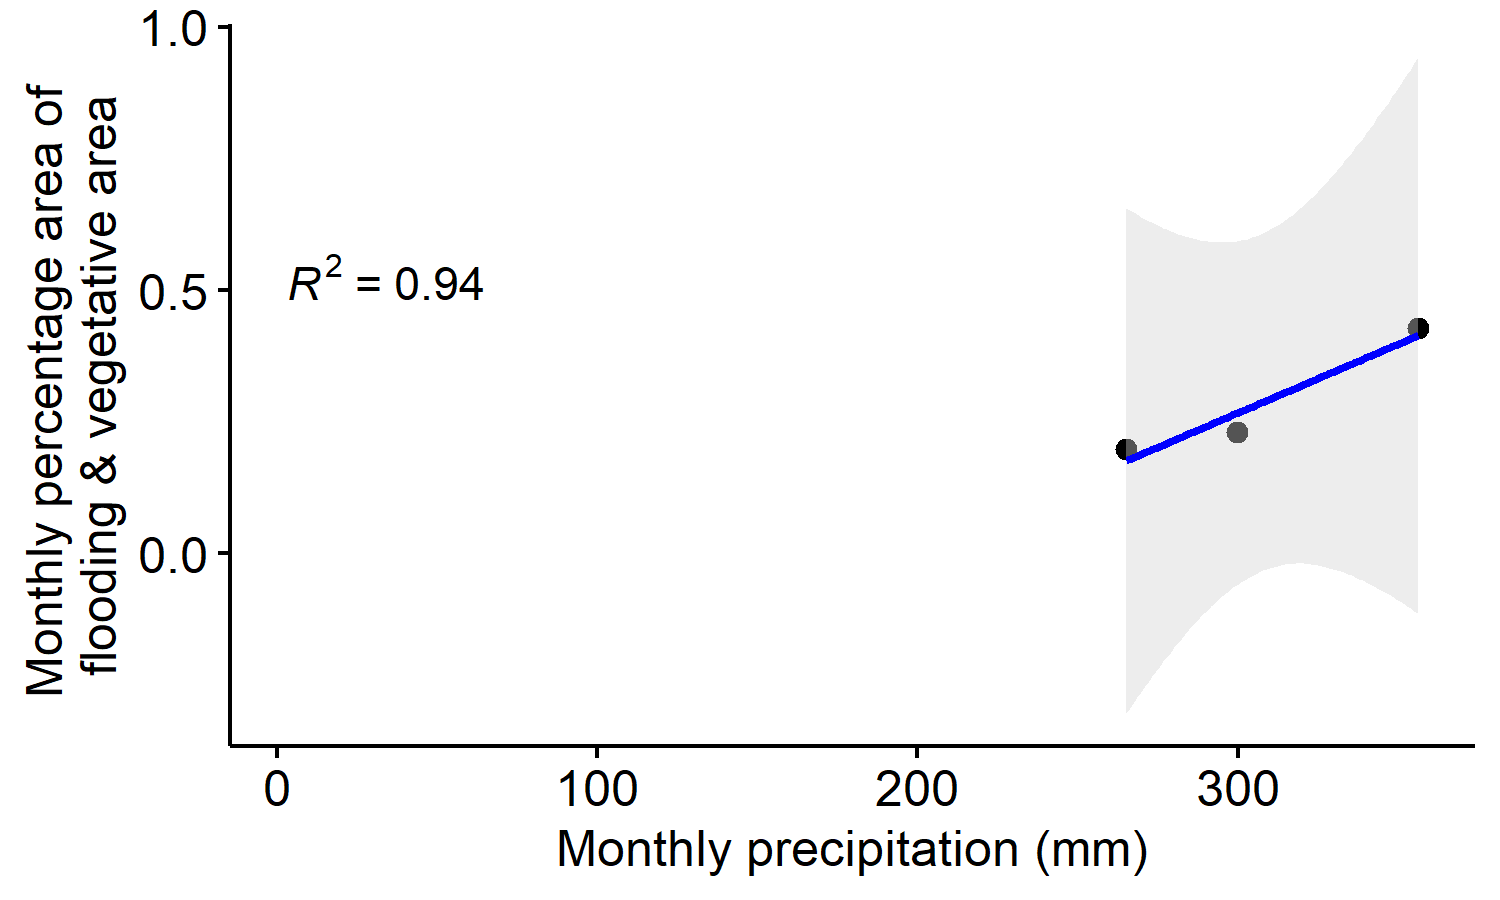 Monthly percentage area of
flooding & vegetative area
1.0
0.5
0.0
R² = 0.94
0 100 200 300
Monthly precipitation (mm)